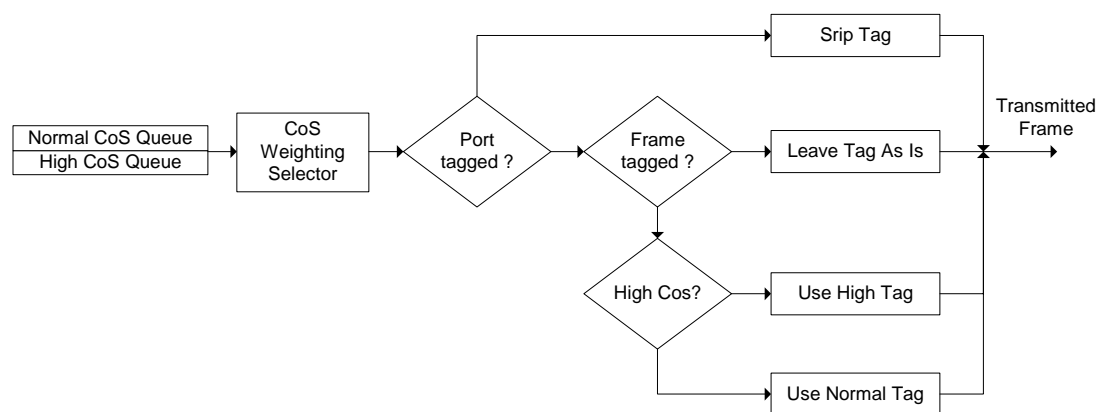 Srip Tag
Transmitted
Frame
Normal CoS Queue
High CoS Queue
CoS
Weighting
Selector
Port
tagged ?
Frame
tagged ?
Leave Tag As Is
High Cos?
Use High Tag
Use Normal Tag